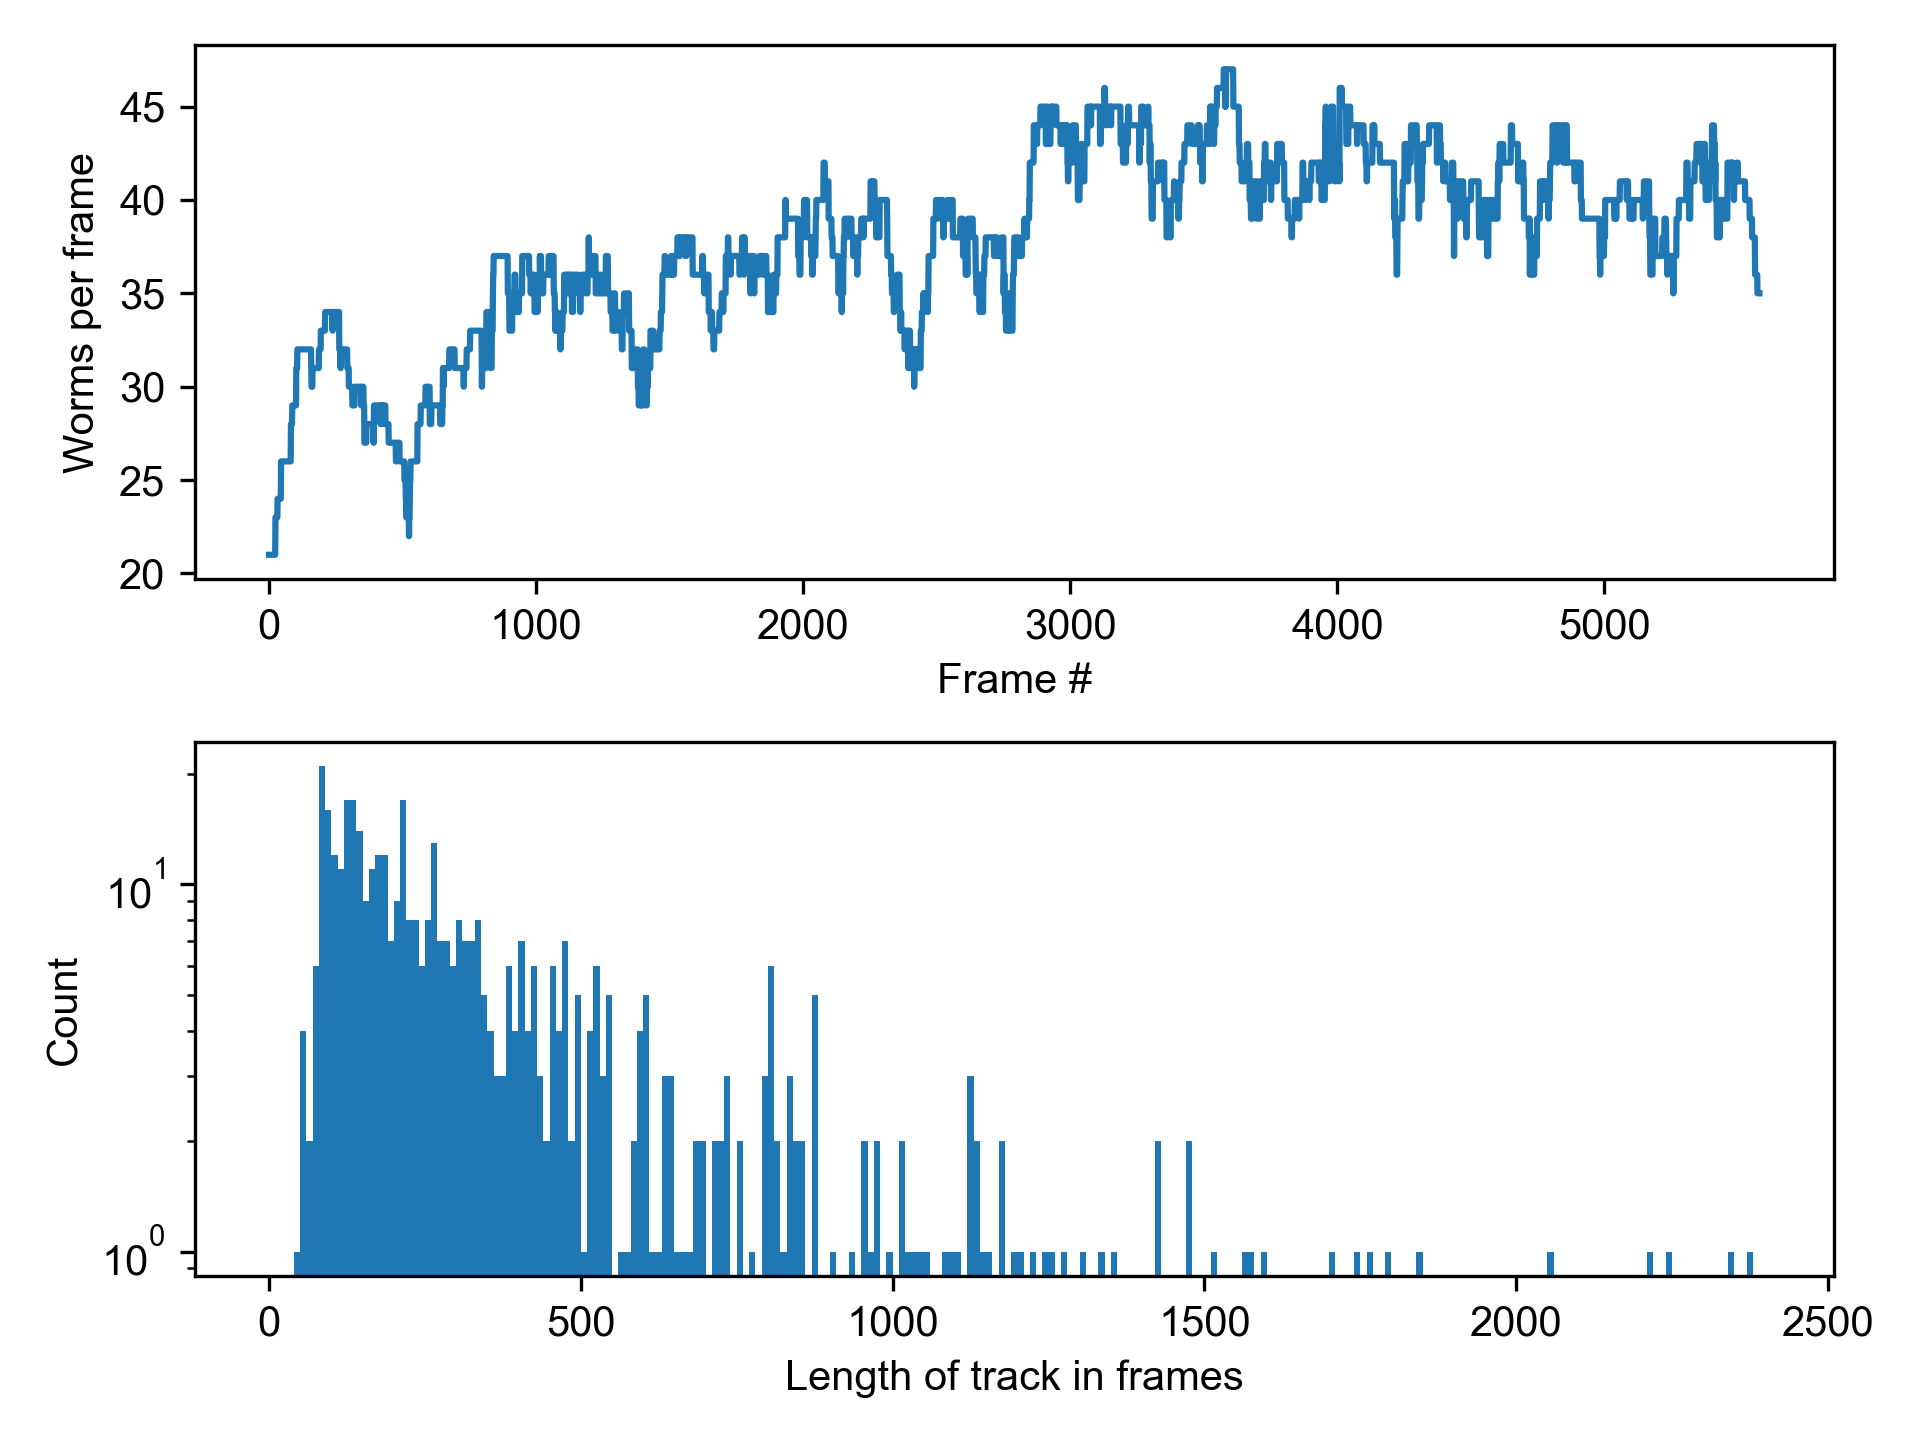 45
40
35
30
25
20
Worms per frame
0 1000 2000 3000 4000 5000
Frame #
10^1
10^0
Count
0 500 1000 1500 2000 2500
Length of track in frames